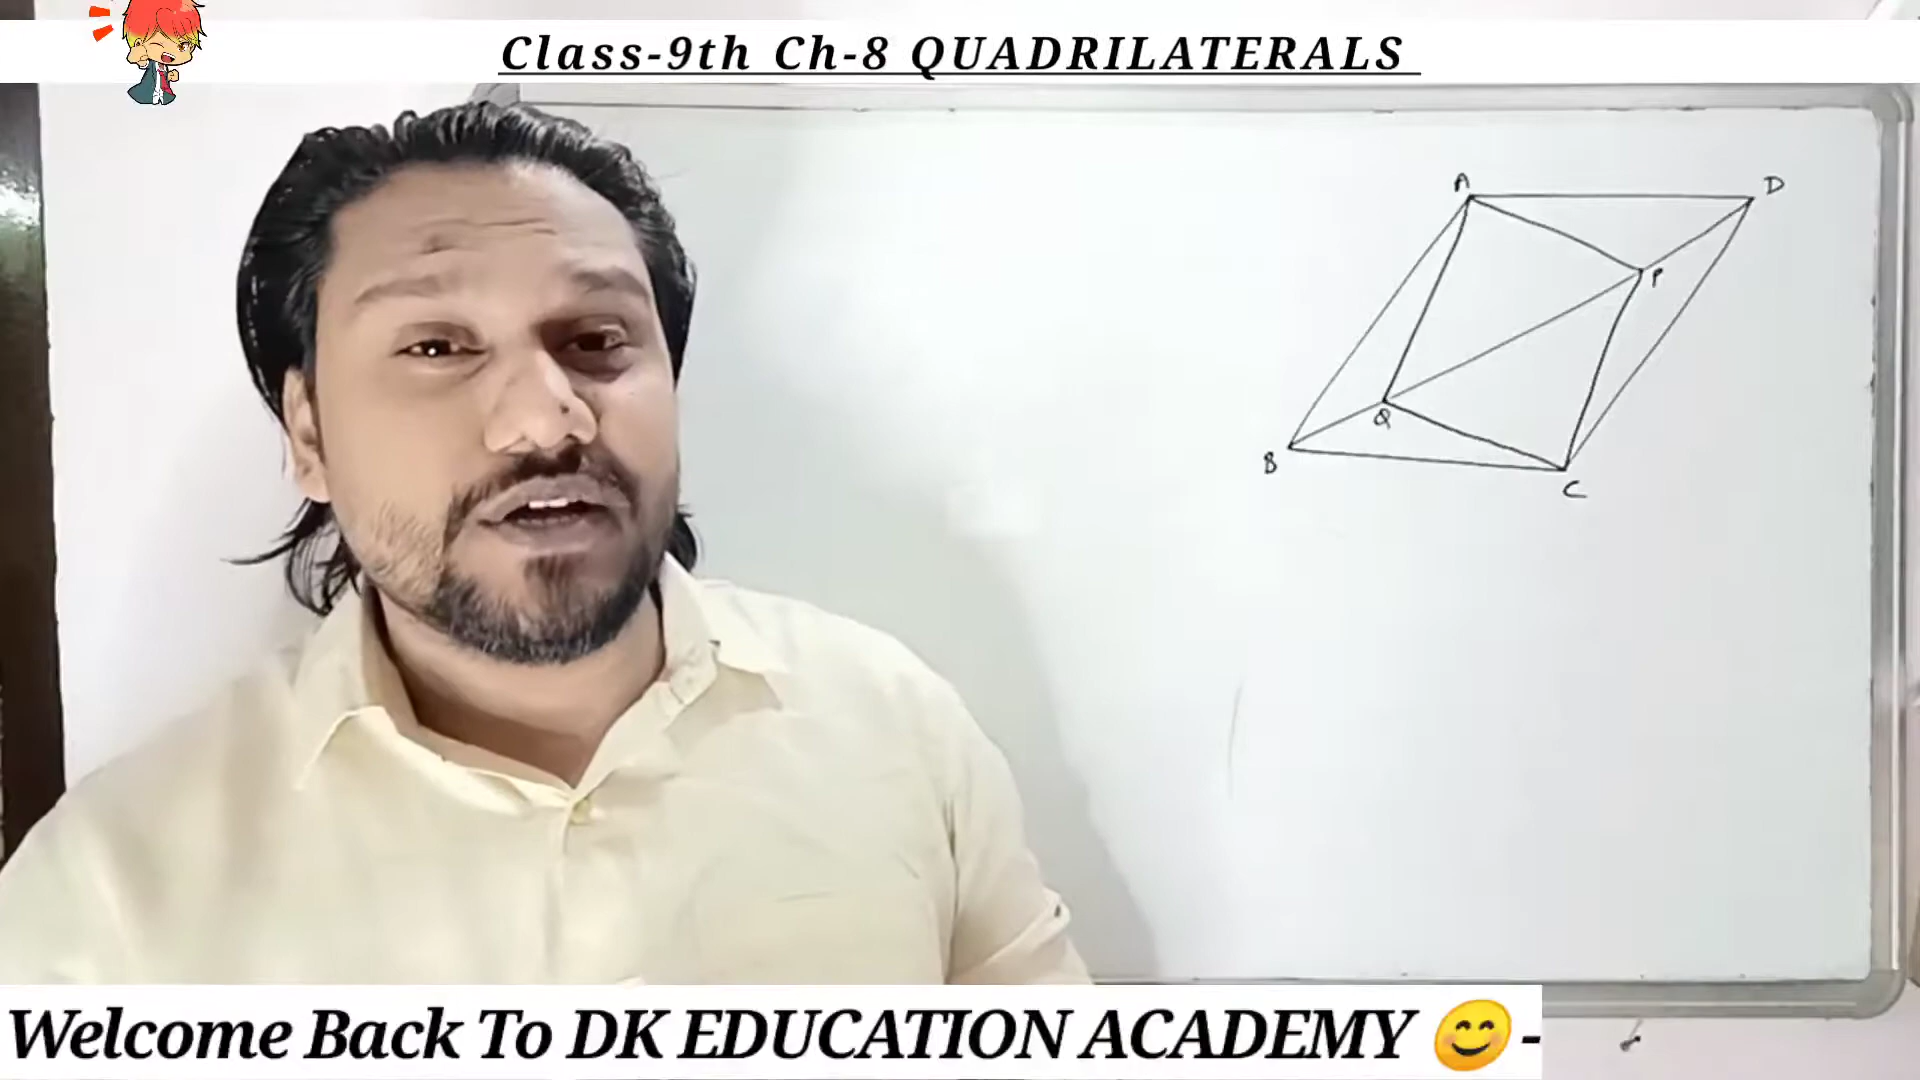 Class-9th Ch-8 QUADRILATERALS
A
D
P
Q
B
C
Welcome Back To DK EDUCATION ACADEMY 😊 -